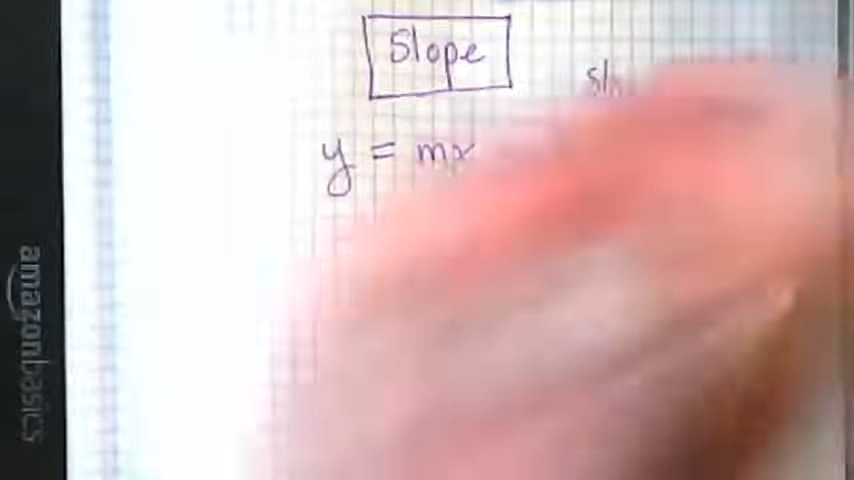 Slope
y = mx
amazonbasics